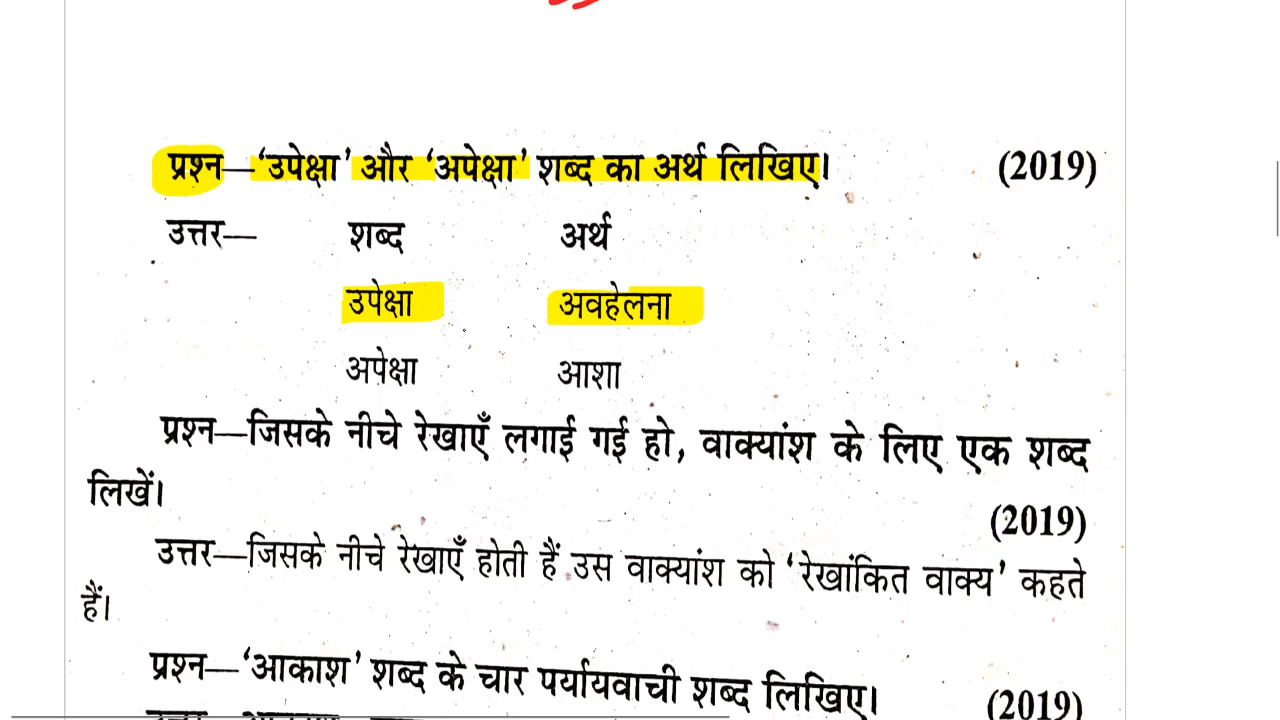 प्रश्न—'उपेक्षा' और 'अपेक्षा' शब्द का अर्थ लिखिए। (2019)
उत्तर— शब्द अर्थ
उपेक्षा अवहेलना
अपेक्षा आशा
प्रश्न—जिसके नीचे रेखाएँ लगाई गई हो, वाक्यांश के लिए एक शब्द
लिखें। (2019)
उत्तर—जिसके नीचे रेखाएँ होती हैं उस वाक्यांश को 'रेखांकित वाक्य' कहते
हैं।
प्रश्न—'आकाश' शब्द के चार पर्यायवाची शब्द लिखिए। (2019)